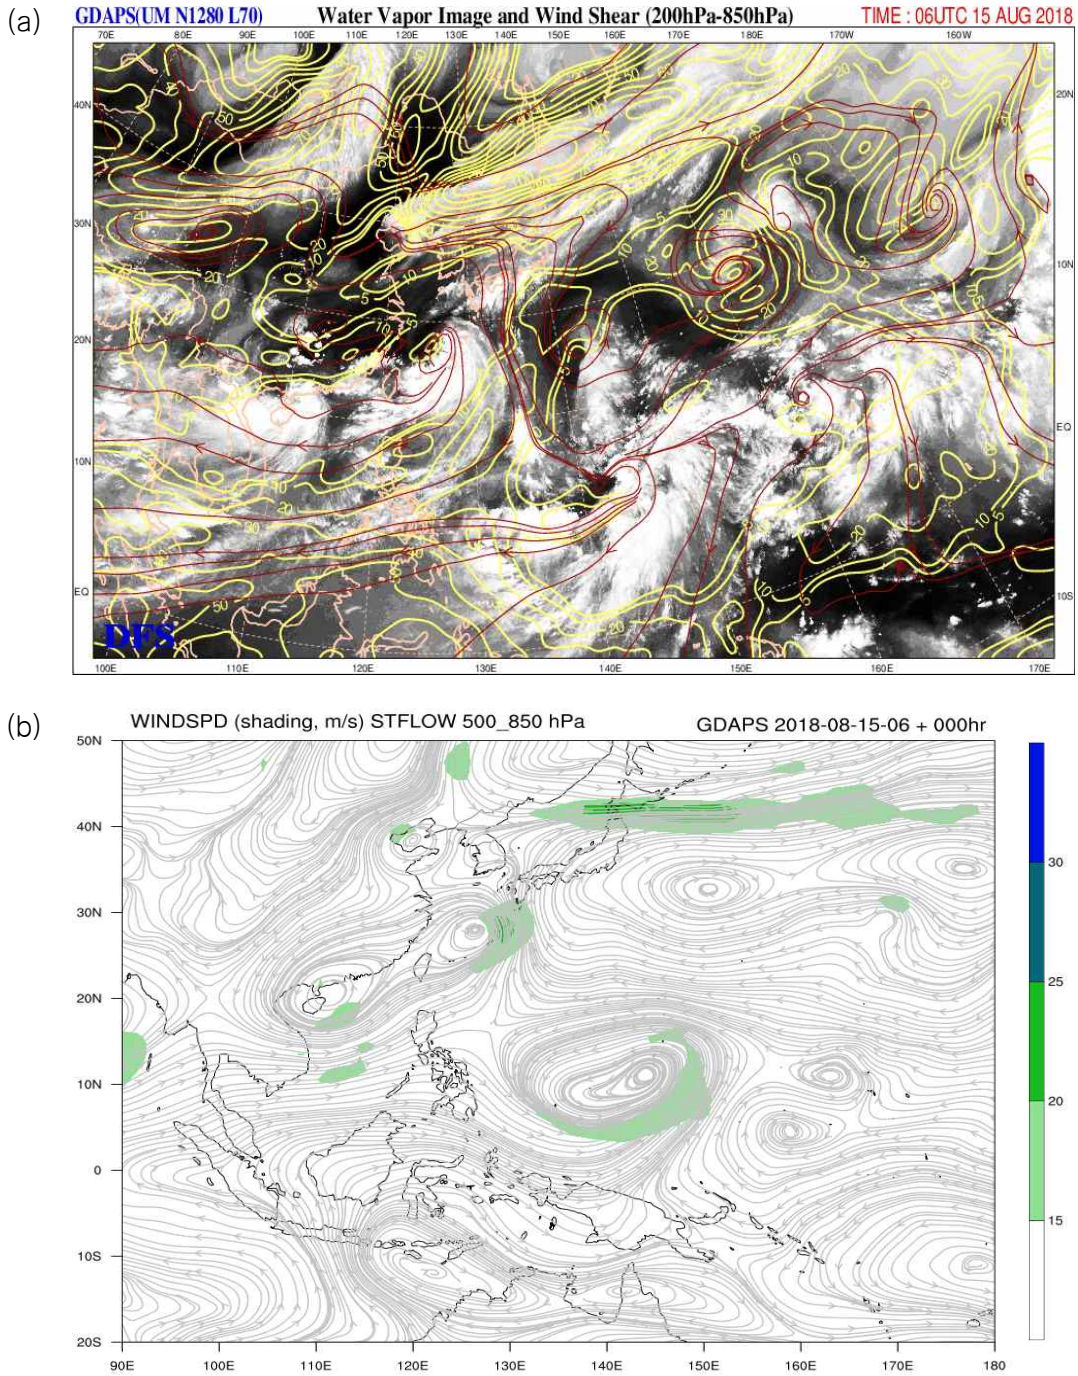 (a)
GDAPS(UM N1280 L70) Water Vapor Image and Wind Shear (200hPa-850hPa) TIME : 06UTC 15 AUG 2018
70E 80E 90E 100E 110E 120E 130E 140E 150E 160E 170E 180E 170W 160W
40N 20N
30N
10N
20N
EQ
10N
EQ 10S
DFS
100E 110E 120E 130E 140E 150E 160E 170E
(b)
WINDSPD (shading, m/s) STFLOW 500_850 hPa GDAPS 2018-08-15-06 + 000hr
50N
40N
30N
20N
10N
0
10S
20S
90E 100E 110E 120E 130E 140E 150E 160E 170E 180
30
25
20
15